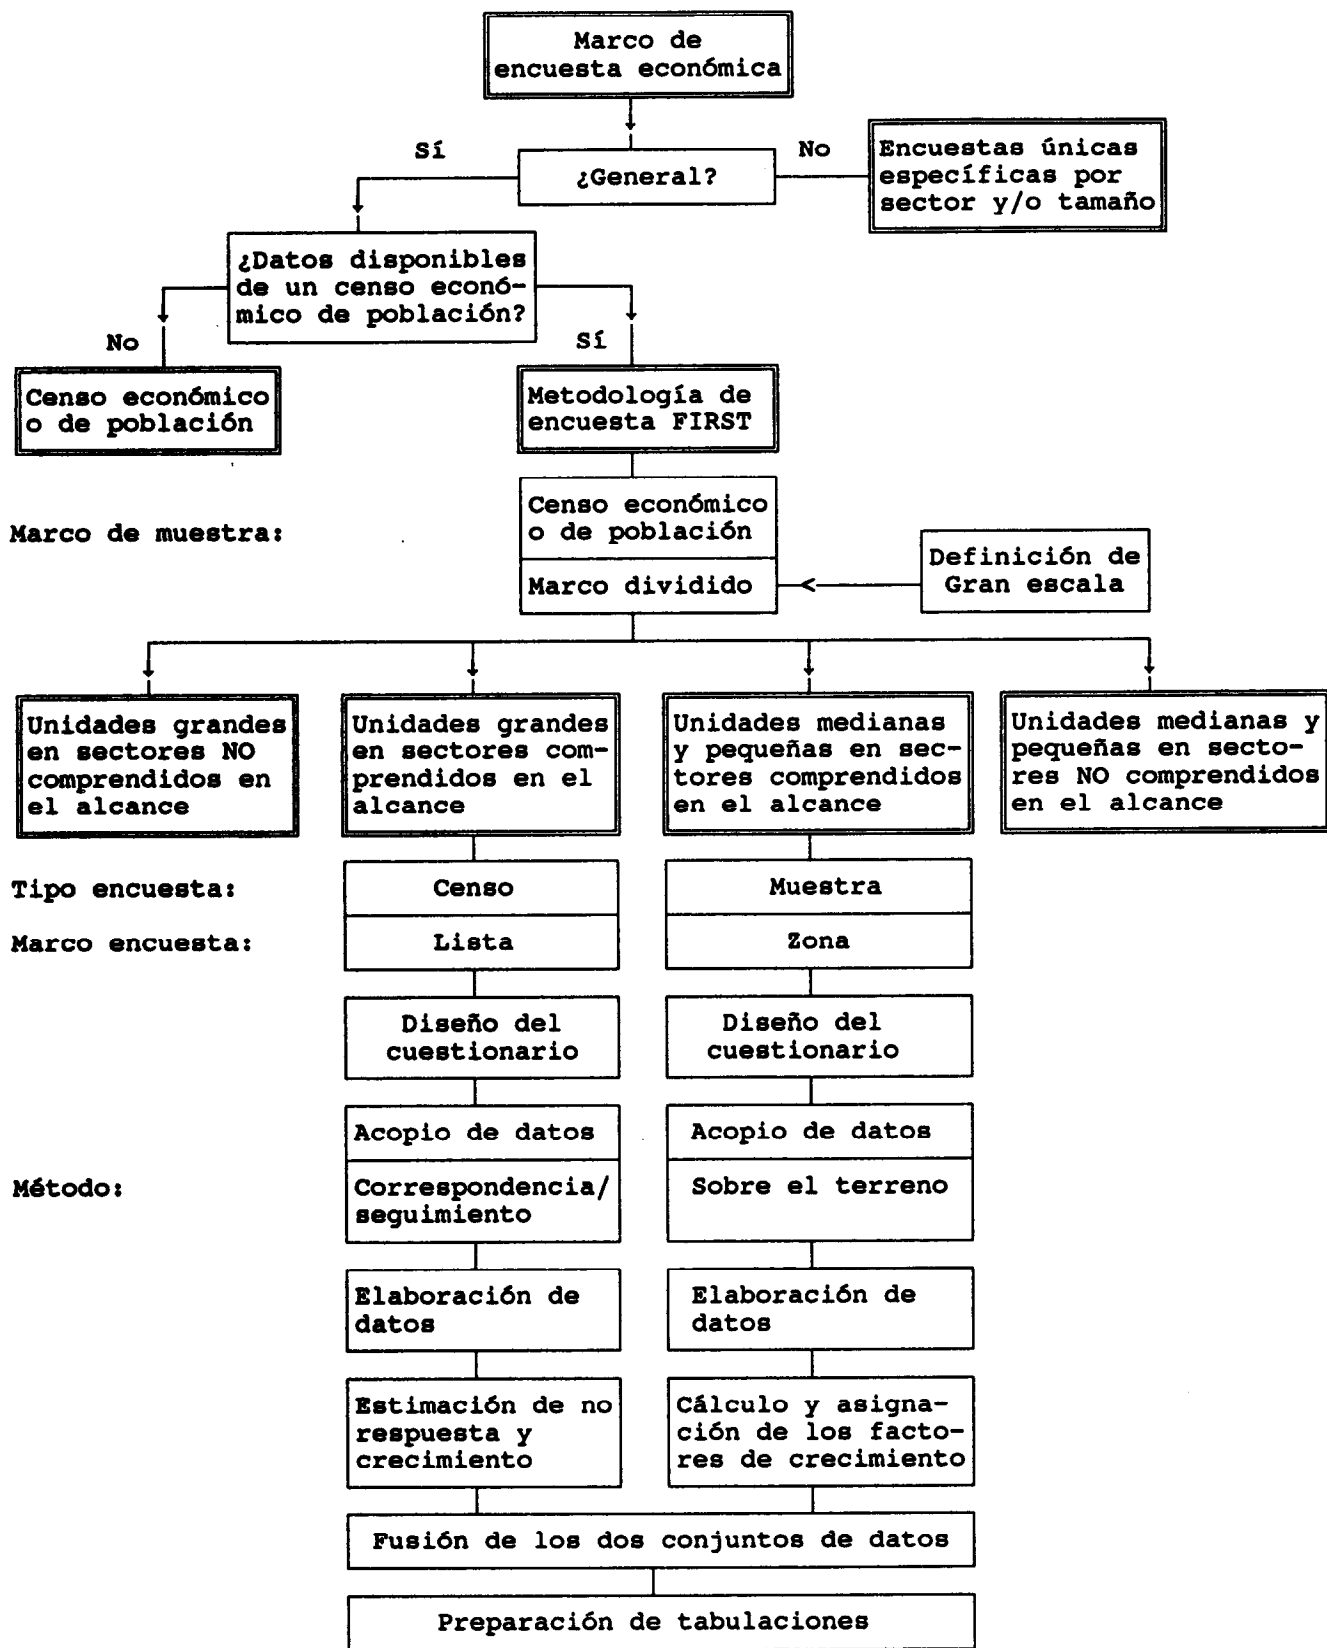 Marco de
encuesta económica
Sí
No
¿General?
Encuestas únicas
específicas por
sector y/o tamaño
¿Datos disponibles
de un censo econó-
mico de población?
No
Sí
Censo económico
o de población
Metodología de
encuesta FIRST
Marco de muestra:
Censo económico
o de población
Marco dividido
Definición de
Gran escala
Unidades grandes
en sectores NO
comprendidos en
el alcance
Unidades grandes
en sectores com-
prendidos en el
alcance
Unidades medianas
y pequeñas en sec-
tores comprendidos
en el alcance
Unidades medianas y
pequeñas en secto-
res NO comprendidos
en el alcance
Tipo encuesta:
Censo
Muestra
Marco encuesta:
Lista
Zona
Diseño del
cuestionario
Diseño del
cuestionario
Acopio de datos
Acopio de datos
Método:
Correspondencia/
seguimiento
Sobre el terreno
Elaboración de
datos
Elaboración de
datos
Estimación de no
respuesta y
crecimiento
Cálculo y asigna-
ción de los facto-
res de crecimiento
Fusión de los dos conjuntos de datos
Preparación de tabulaciones